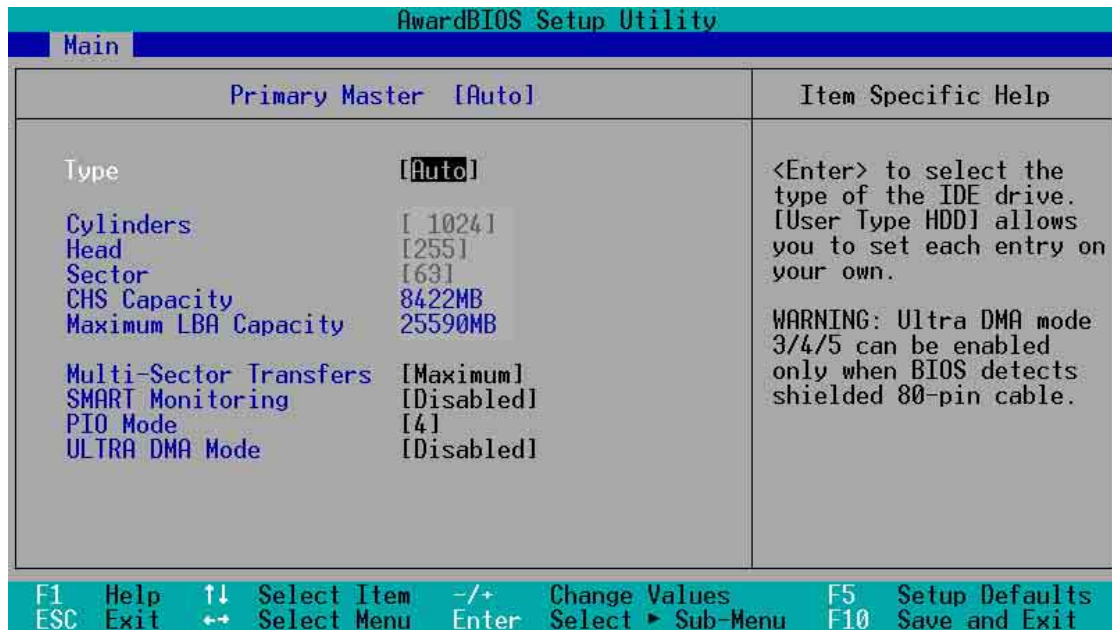 AwardBIOS Setup Utility
Main
Primary Master [Auto]
Item Specific Help
Type [Auto]
Cylinders [ 1024]
Head [255]
Sector [63]
CHS Capacity 8422MB
Maximum LBA Capacity 25590MB
Multi-Sector Transfers [Maximum]
SMART Monitoring [Disabled]
PIO Mode [4]
ULTRA DMA Mode [Disabled]
<Enter> to select the
type of the IDE drive.
[User Type HDD] allows
you to set each entry on
your own.
WARNING: Ultra DMA mode
3/4/5 can be enabled
only when BIOS detects
shielded 80-pin cable.
F1 Help ↑↓ Select Item -/+ Change Values F5 Setup Defaults
ESC Exit ←→ Select Menu Enter Select ► Sub-Menu F10 Save and Exit